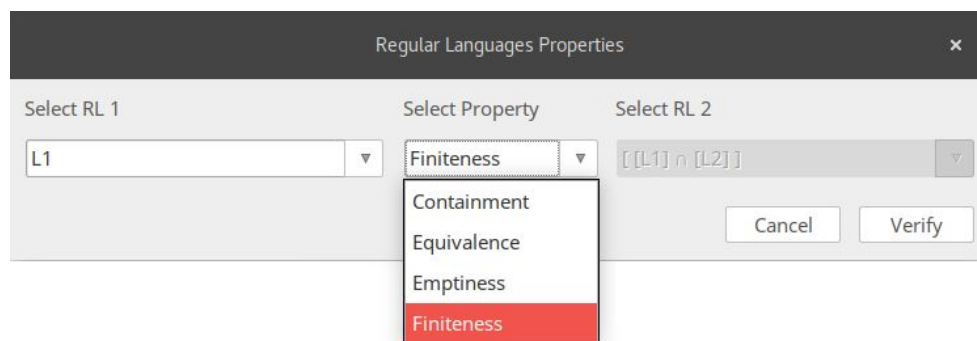 Regular Languages Properties ×
Select RL 1 Select Property Select RL 2
L1 Finiteness [ [L1] ∩ [L2] ]
Containment
Cancel Verify
Equivalence
Emptiness
Finiteness